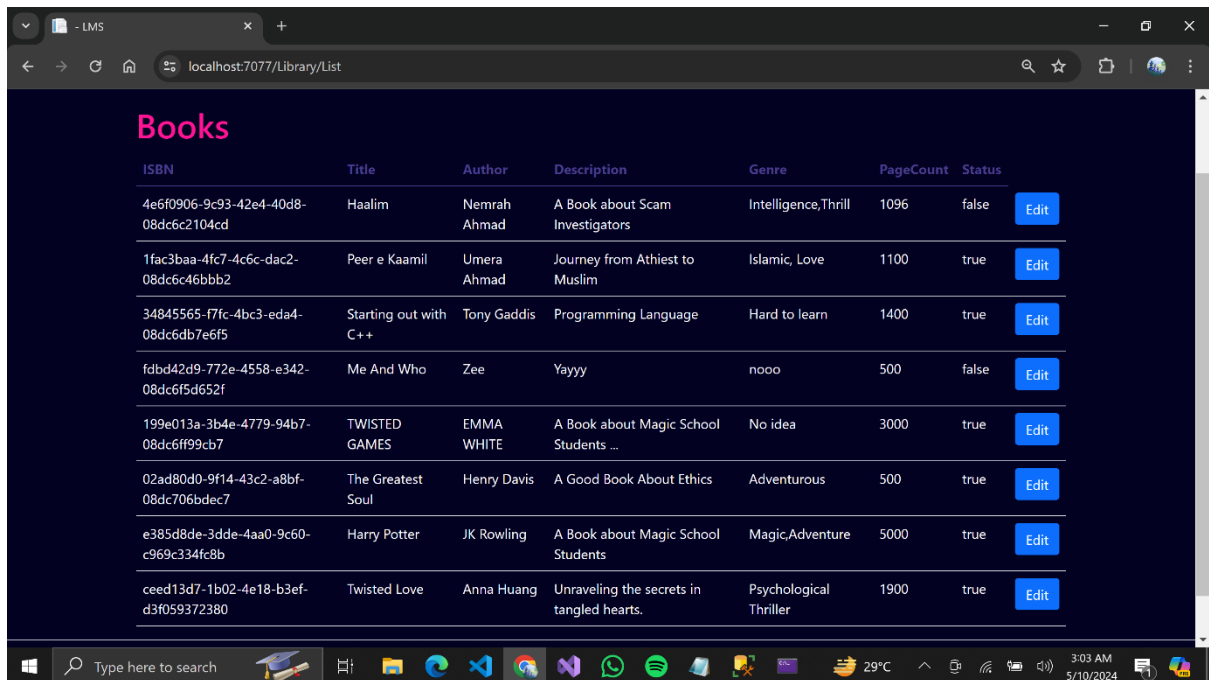 - LMS
localhost:7077/Library/List
Books
ISBN Title Author Description Genre PageCount Status
4e6f0906-9c93-42e4-40d8- Haalim Nemrah A Book about Scam Intelligence,Thrill 1096 false Edit
08dc6c2104cd Ahmad Investigators
1fac3baa-4fc7-4c6c-dac2- Peer e Kaamil Umera Journey from Athiest to Islamic, Love 1100 true Edit
08dc6c46bbb2 Ahmad Muslim
34845565-f7fc-4bc3-eda4- Starting out with Tony Gaddis Programming Language Hard to learn 1400 true Edit
08dc6db7e6f5 C++
fdbd42d9-772e-4558-e342- Me And Who Zee Yayyy nooo 500 false Edit
08dc6f5d652f
199e013a-3b4e-4779-94b7- TWISTED EMMA A Book about Magic School No idea 3000 true Edit
08dc6ff99cb7 GAMES WHITE Students ...
02ad80d0-9f14-43c2-a8bf- The Greatest Henry Davis A Good Book About Ethics Adventurous 500 true Edit
08dc706bdec7 Soul
e385d8de-3dde-4aa0-9c60- Harry Potter JK Rowling A Book about Magic School Magic,Adventure 5000 true Edit
c969c334fc8b Students
ceed13d7-1b02-4e18-b3ef- Twisted Love Anna Huang Unraveling the secrets in Psychological 1900 true Edit
d3f059372380 tangled hearts. Thriller
Type here to search 29°C 3:03 AM
5/10/2024